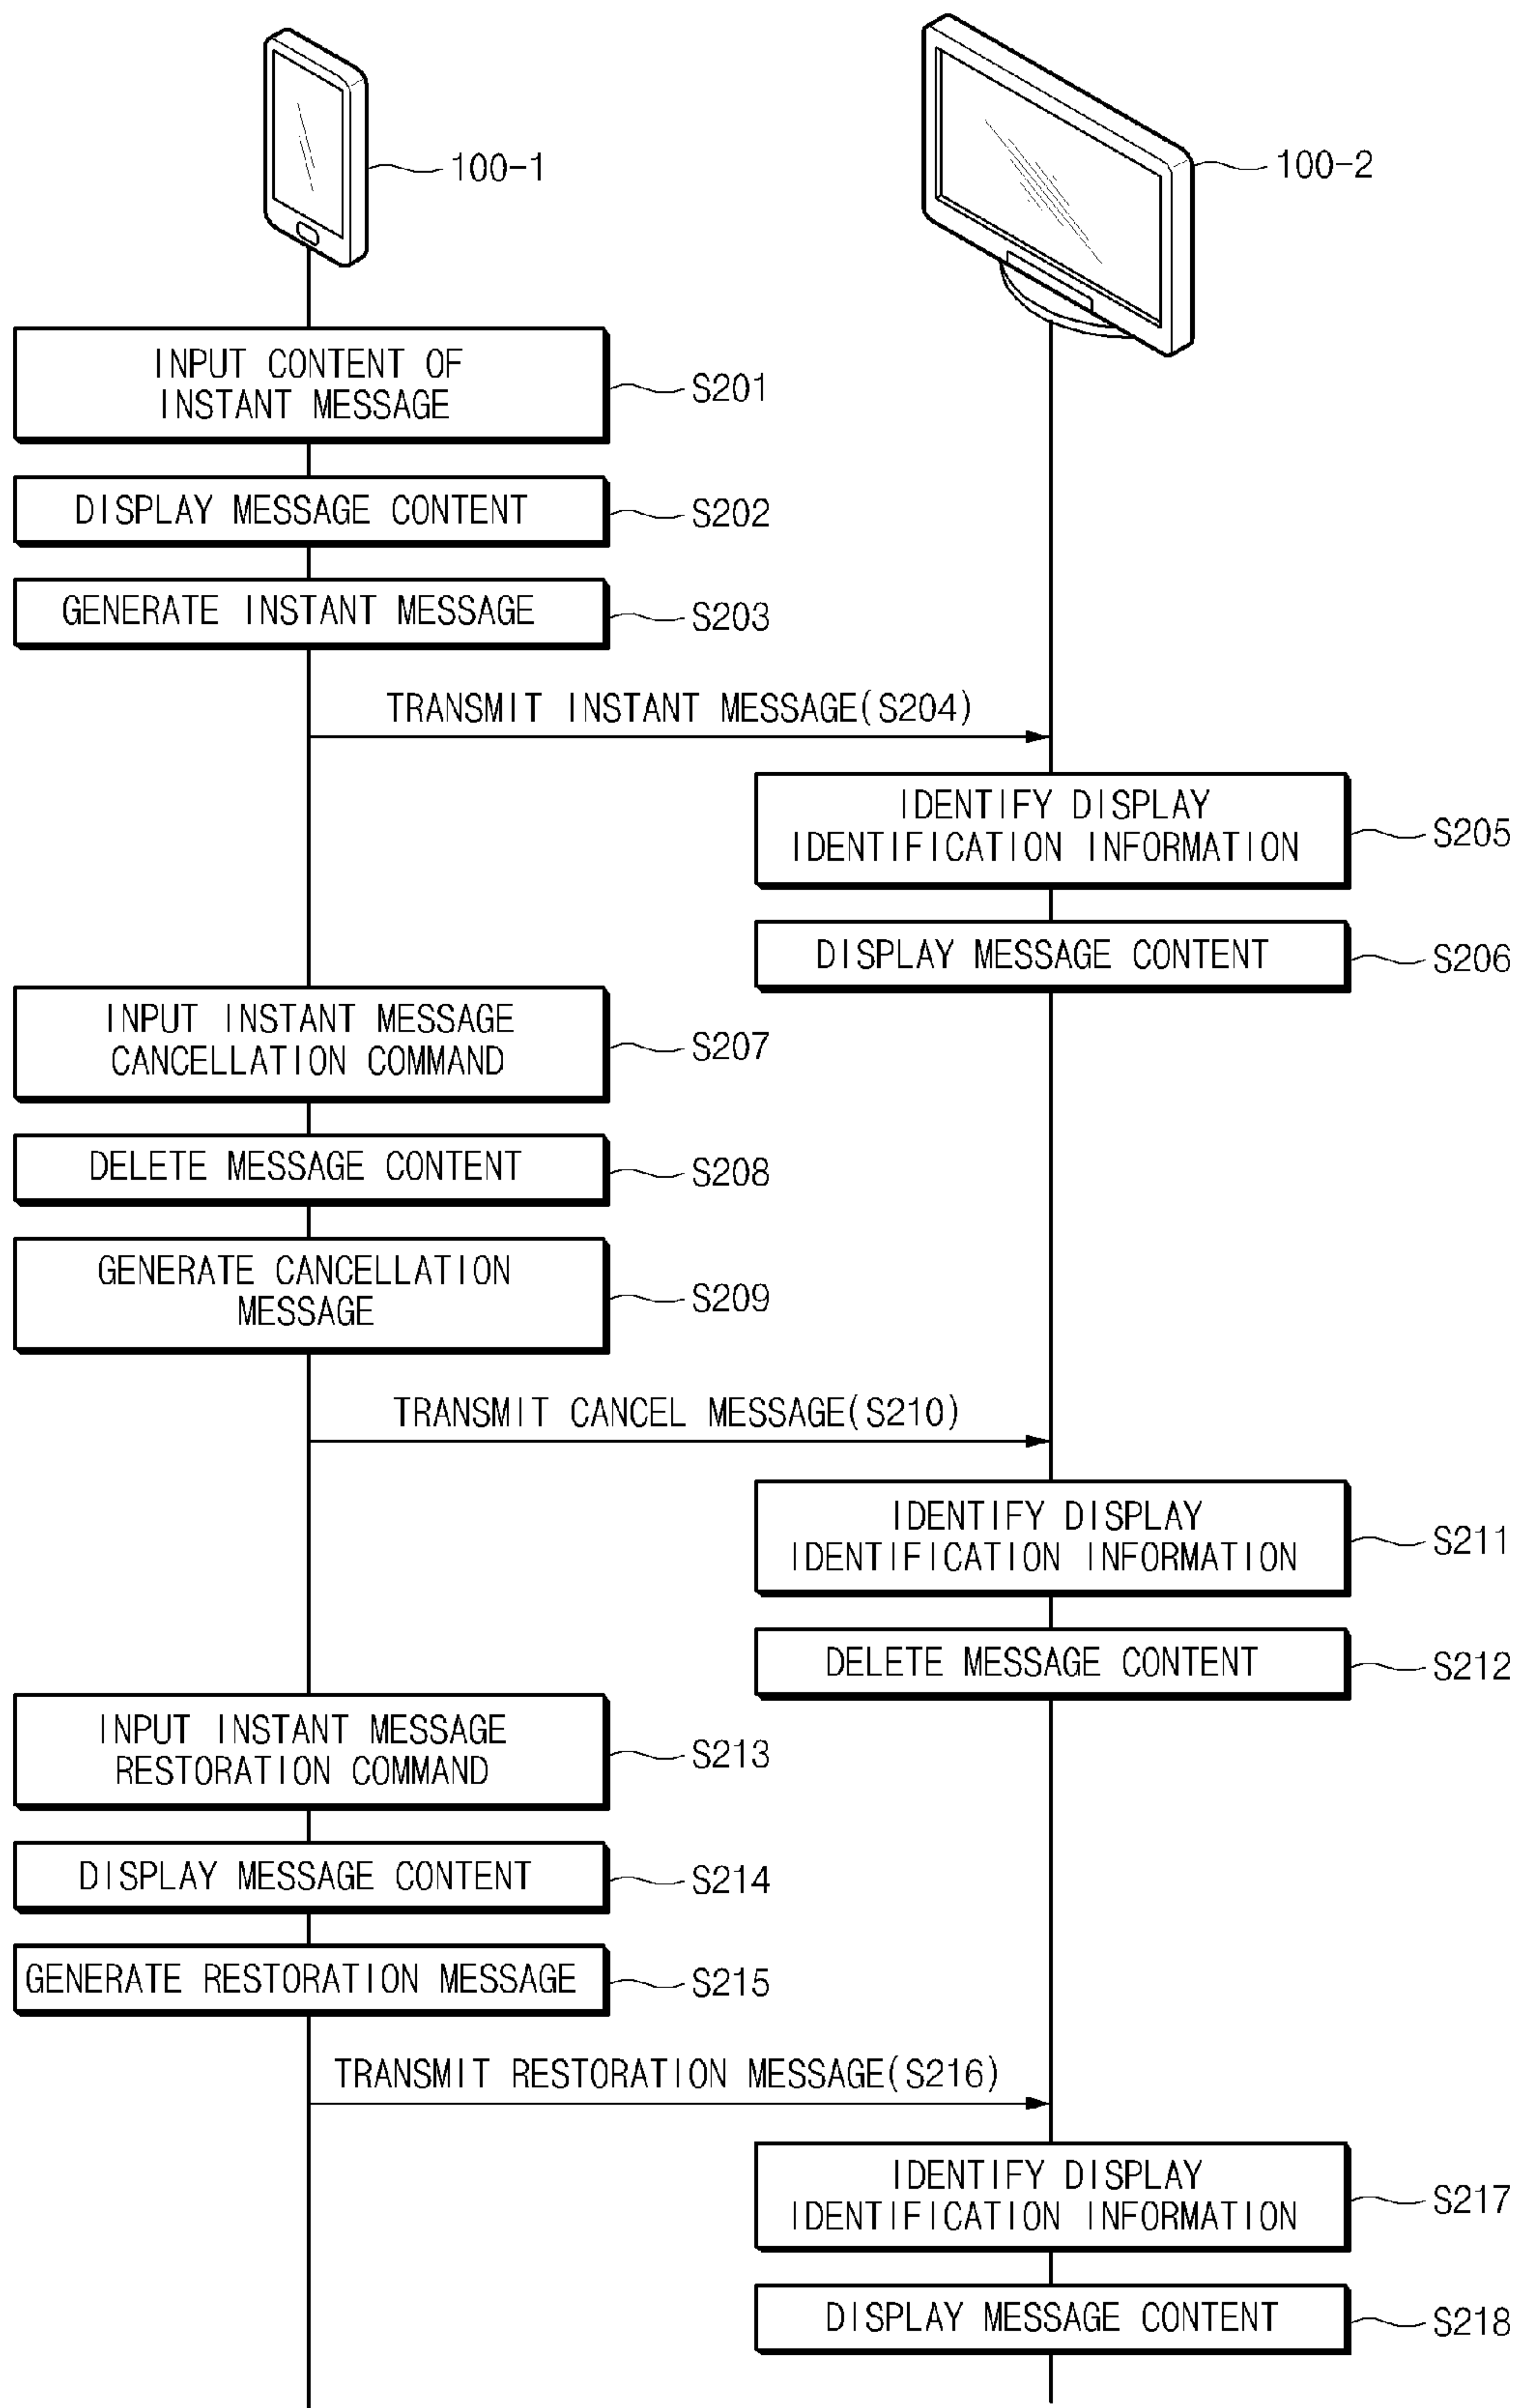 100-1
100-2
INPUT CONTENT OF
INSTANT MESSAGE
S201
DISPLAY MESSAGE CONTENT
S202
GENERATE INSTANT MESSAGE
S203
TRANSMIT INSTANT MESSAGE(S204)
IDENTIFY DISPLAY
IDENTIFICATION INFORMATION
S205
DISPLAY MESSAGE CONTENT
S206
INPUT INSTANT MESSAGE
CANCELLATION COMMAND
S207
DELETE MESSAGE CONTENT
S208
GENERATE CANCELLATION
MESSAGE
S209
TRANSMIT CANCEL MESSAGE(S210)
IDENTIFY DISPLAY
IDENTIFICATION INFORMATION
S211
DELETE MESSAGE CONTENT
S212
INPUT INSTANT MESSAGE
RESTORATION COMMAND
S213
DISPLAY MESSAGE CONTENT
S214
GENERATE RESTORATION MESSAGE
S215
TRANSMIT RESTORATION MESSAGE(S216)
IDENTIFY DISPLAY
IDENTIFICATION INFORMATION
S217
DISPLAY MESSAGE CONTENT
S218